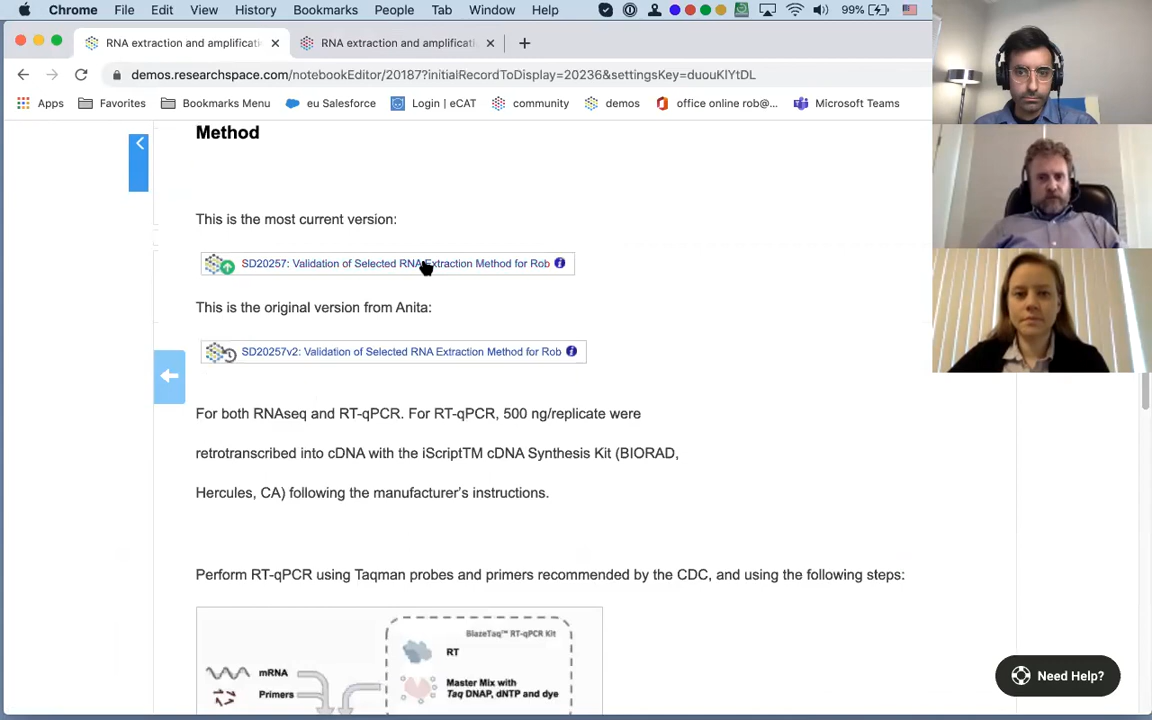 Chrome File Edit View History Bookmarks People Tab Window Help 99%
RNA extraction and amplificati
RNA extraction and amplificati
demos.researchspace.com/notebookEditor/20187?initialRecordToDisplay=20236&settingsKey=duouKlYtDL
Apps Favorites Bookmarks Menu eu Salesforce Login | eCAT community demos office online rob@... Microsoft Teams
Method
This is the most current version:
SD20257: Validation of Selected RNA Extraction Method for Rob
This is the original version from Anita:
SD20257v2: Validation of Selected RNA Extraction Method for Rob
For both RNAseq and RT-qPCR. For RT-qPCR, 500 ng/replicate were
retrotranscribed into cDNA with the iScriptTM cDNA Synthesis Kit (BIORAD,
Hercules, CA) following the manufacturer's instructions.
Perform RT-qPCR using Taqman probes and primers recommended by the CDC, and using the following steps:
BlazeTaq™ RT-qPCR Kit
RT
mRNA
Master Mix with
Primers
Taq DNAP, dNTP and dye
Need Help?